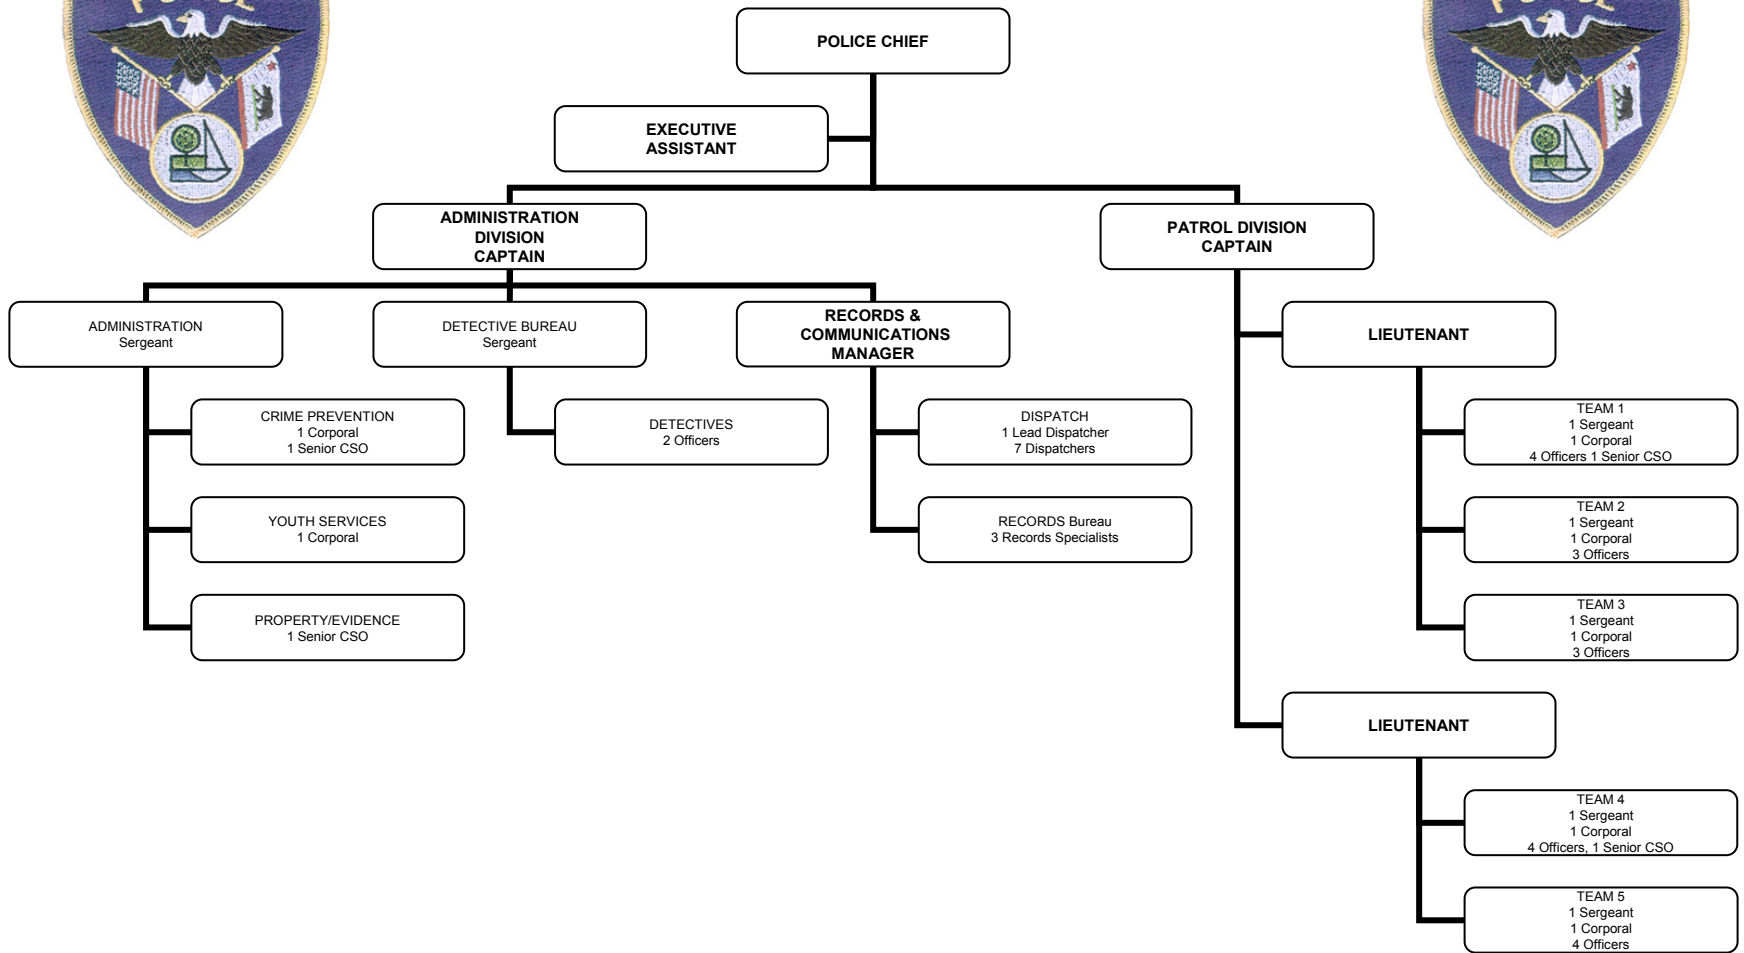 POLICE
POLICE
POLICE CHIEF
EXECUTIVE
ASSISTANT
ADMINISTRATION
DIVISION
CAPTAIN
PATROL DIVISION
CAPTAIN
ADMINISTRATION
Sergeant
DETECTIVE BUREAU
Sergeant
RECORDS &
COMMUNICATIONS
MANAGER
LIEUTENANT
CRIME PREVENTION
1 Corporal
1 Senior CSO
DETECTIVES
2 Officers
DISPATCH
1 Lead Dispatcher
7 Dispatchers
TEAM 1
1 Sergeant
1 Corporal
4 Officers 1 Senior CSO
YOUTH SERVICES
1 Corporal
RECORDS Bureau
3 Records Specialists
TEAM 2
1 Sergeant
1 Corporal
3 Officers
PROPERTY/EVIDENCE
1 Senior CSO
TEAM 3
1 Sergeant
1 Corporal
3 Officers
LIEUTENANT
TEAM 4
1 Sergeant
1 Corporal
4 Officers, 1 Senior CSO
TEAM 5
1 Sergeant
1 Corporal
4 Officers